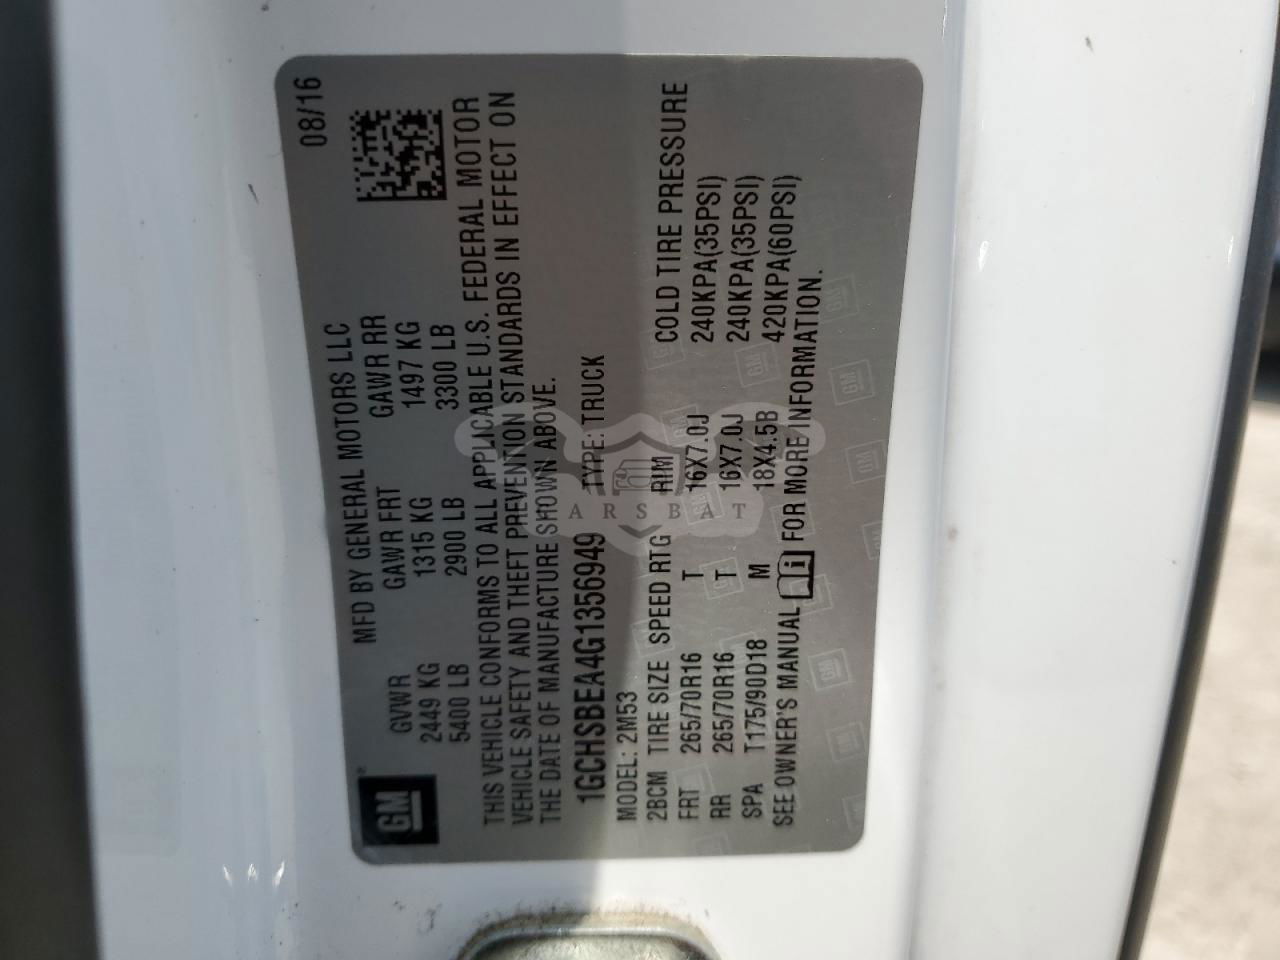 MFD BY GENERAL MOTORS LLC 08/16
GM
GVWR GAWR FRT GAWR RR
2449 KG 1315 KG 1497 KG
5400 LB 2900 LB 3300 LB
THIS VEHICLE CONFORMS TO ALL APPLICABLE U.S. FEDERAL MOTOR
VEHICLE SAFETY AND THEFT PREVENTION STANDARDS IN EFFECT ON
THE DATE OF MANUFACTURE SHOWN ABOVE.
1GCHSBEA4G1356949 TYPE: TRUCK
MODEL: 2M53
2BCM TIRE SIZE SPEED RTG RIM COLD TIRE PRESSURE
FRT 265/70R16 T 16X7.0J 240KPA(35PSI)
RR 265/70R16 T 16X7.0J 240KPA(35PSI)
SPA T175/90D18 M 18X4.5B 420KPA(60PSI)
SEE OWNER'S MANUAL i FOR MORE INFORMATION.
ARSBAT